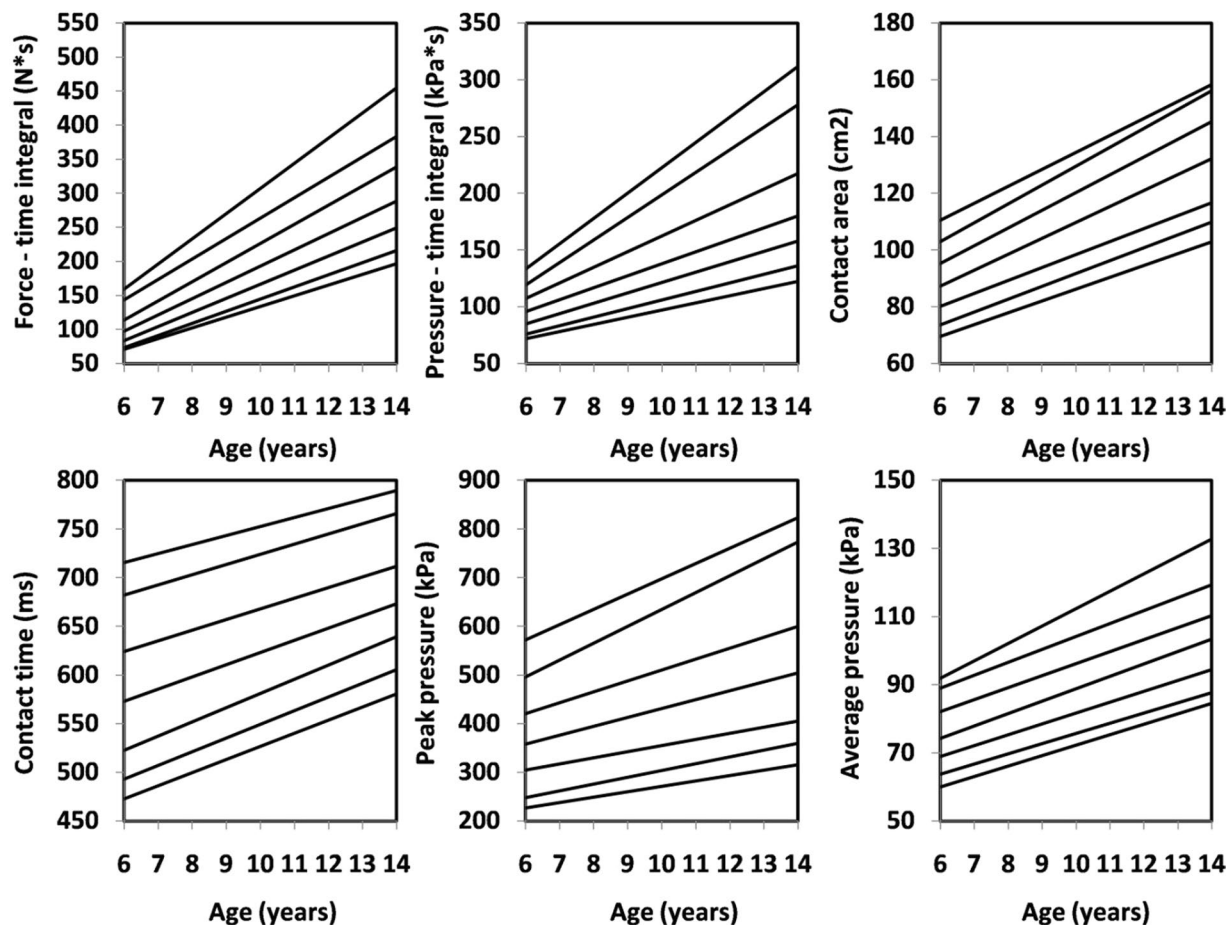 Force - time integral (N*s)
550
500
450
400
350
300
250
200
150
100
50
6 7 8 9 10 11 12 13 14
Age (years)
Pressure - time integral (kPa*s)
350
300
250
200
150
100
50
6 7 8 9 10 11 12 13 14
Age (years)
Contact area (cm2)
180
160
140
120
100
80
60
6 7 8 9 10 11 12 13 14
Age (years)
Contact time (ms)
800
750
700
650
600
550
500
450
6 7 8 9 10 11 12 13 14
Age (years)
Peak pressure (kPa)
900
800
700
600
500
400
300
200
6 7 8 9 10 11 12 13 14
Age (years)
Average pressure (kPa)
150
130
110
90
70
50
6 7 8 9 10 11 12 13 14
Age (years)